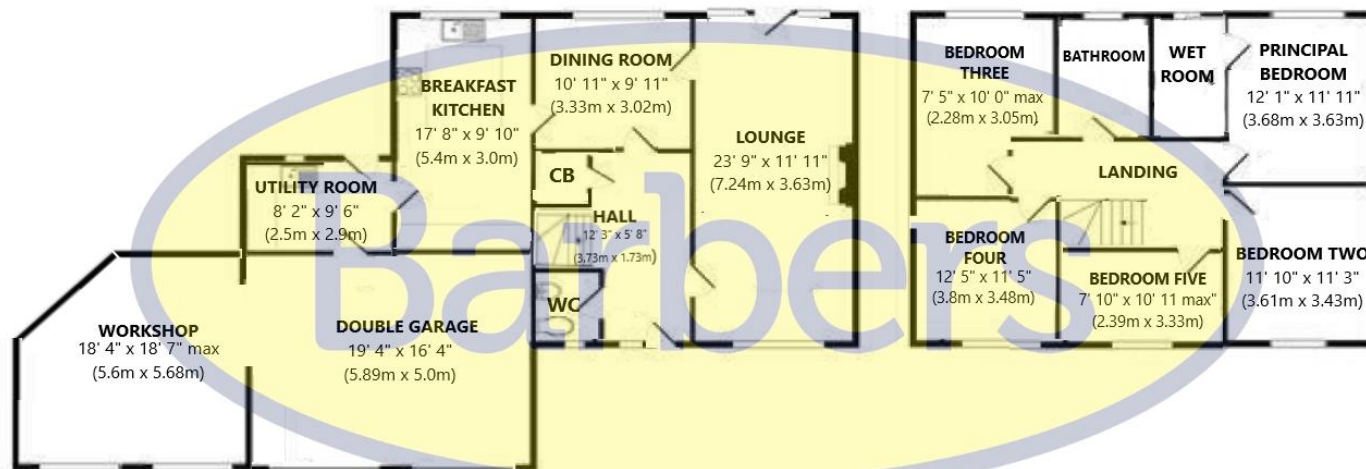 BREAKFAST
KITCHEN
17' 8" x 9' 10"
(5.4m x 3.0m)
DINING ROOM
10' 11" x 9' 11"
(3.33m x 3.02m)
LOUNGE
23' 9" x 11' 11"
(7.24m x 3.63m)
UTILITY ROOM
8' 2" x 9' 6"
(2.5m x 2.9m)
CB
HALL
12' 3" x 5' 8"
(3.73m x 1.73m)
WC
WORKSHOP
18' 4" x 18' 7" max
(5.6m x 5.68m)
DOUBLE GARAGE
19' 4" x 16' 4"
(5.89m x 5.0m)
BEDROOM
THREE
7' 5" x 10' 0" max
(2.28m x 3.05m)
BATHROOM
WET
ROOM
PRINCIPAL
BEDROOM
12' 1" x 11' 11"
(3.68m x 3.63m)
LANDING
BEDROOM
FOUR
12' 5" x 11' 5"
(3.8m x 3.48m)
BEDROOM FIVE
7' 10" x 10' 11 max"
(2.39m x 3.33m)
BEDROOM TWO
11' 10" x 11' 3"
(3.61m x 3.43m)
Barbers